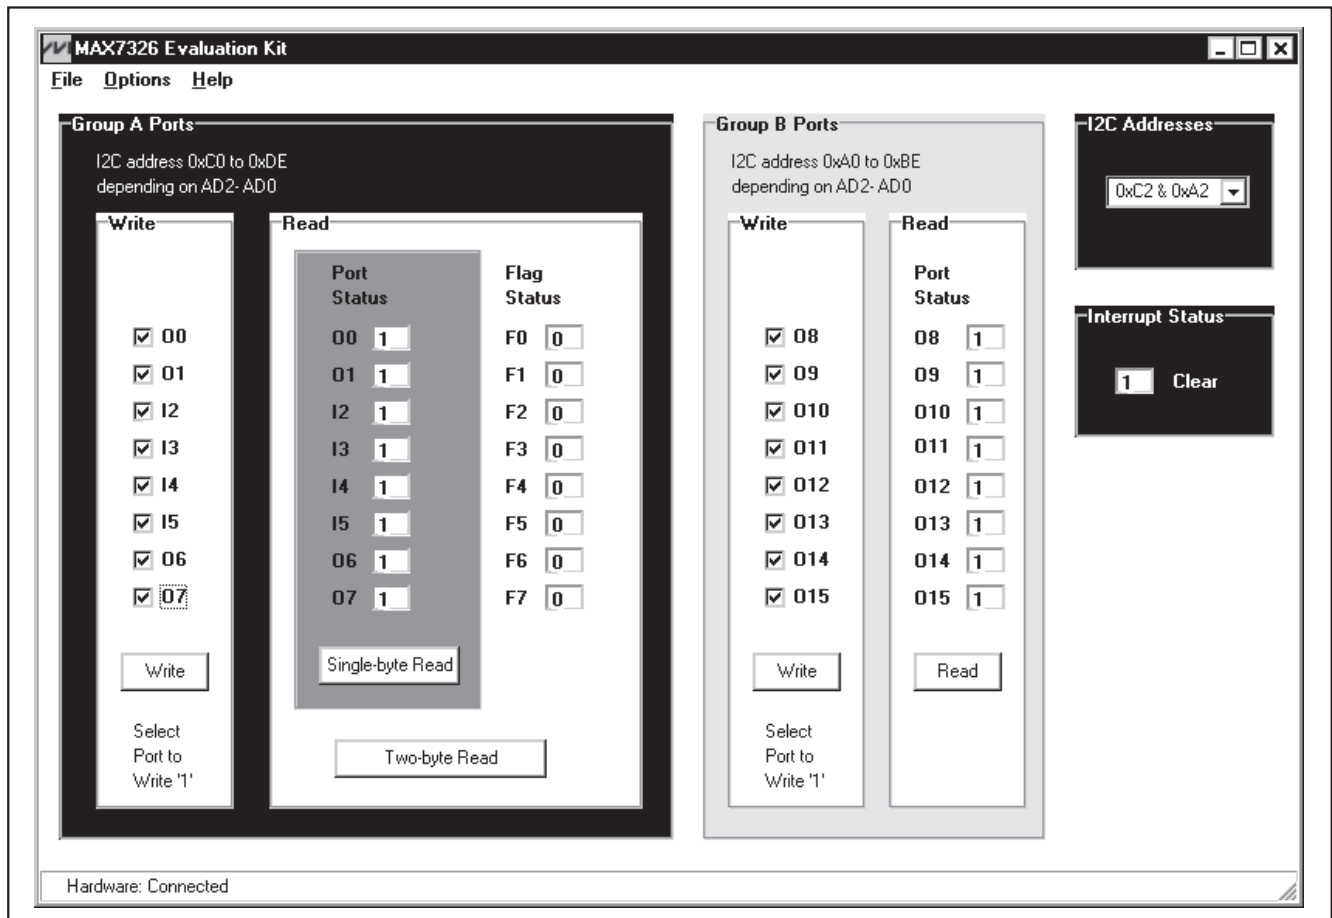 MAX7326 Evaluation Kit
File Options Help
Group A Ports
I2C address 0xC0 to 0xDE
depending on AD2- AD0
Write
O0
O1
I2
I3
I4
I5
O6
O7
Write
Select
Port to
Write '1'
Read
Port
Status
O0 1
O1 1
I2 1
I3 1
I4 1
I5 1
O6 1
O7 1
Single-byte Read
Flag
Status
F0 0
F1 0
F2 0
F3 0
F4 0
F5 0
F6 0
F7 0
Two-byte Read
Group B Ports
I2C address 0xA0 to 0xBE
depending on AD2- AD0
Write
O8
O9
O10
O11
O12
O13
O14
O15
Write
Select
Port to
Write '1'
Read
Port
Status
O8 1
O9 1
O10 1
O11 1
O12 1
O13 1
O14 1
O15 1
Read
I2C Addresses
0xC2 & 0xA2
Interrupt Status
1 Clear
Hardware: Connected